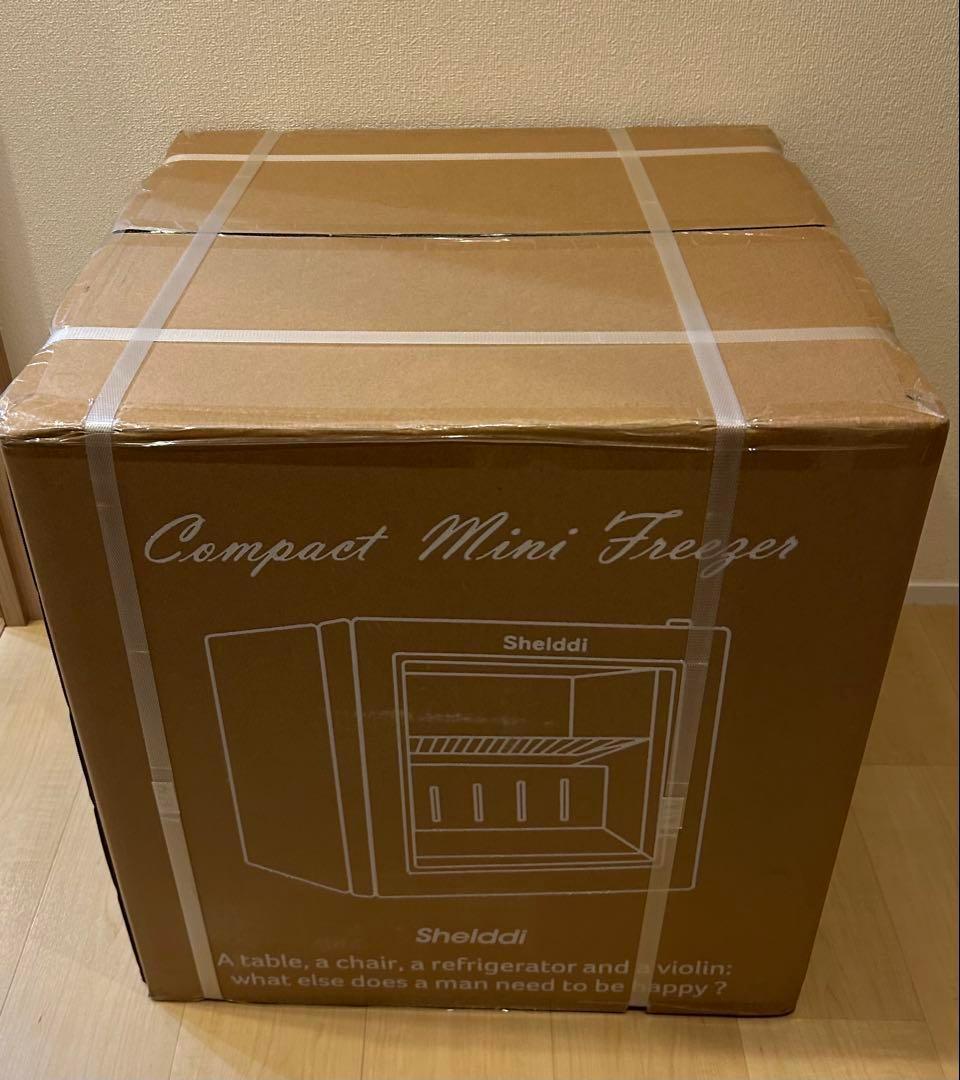 Compact Mini Freezer
Shelddi
Shelddi
A table, a chair, a refrigerator and a violin:
what else does a man need to be happy ?